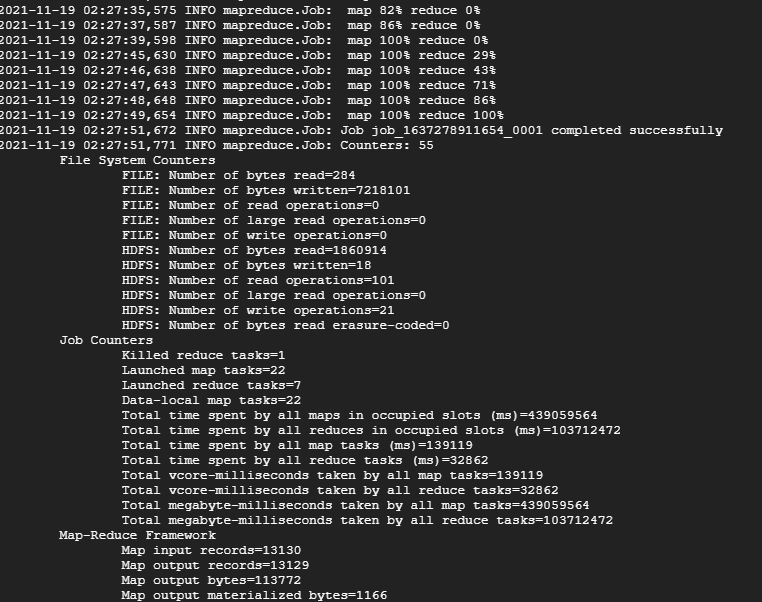 2021-11-19 02:27:35,575 INFO mapreduce.Job:  map 82% reduce 0%
2021-11-19 02:27:37,587 INFO mapreduce.Job:  map 86% reduce 0%
2021-11-19 02:27:39,598 INFO mapreduce.Job:  map 100% reduce 0%
2021-11-19 02:27:45,630 INFO mapreduce.Job:  map 100% reduce 29%
2021-11-19 02:27:46,638 INFO mapreduce.Job:  map 100% reduce 43%
2021-11-19 02:27:47,643 INFO mapreduce.Job:  map 100% reduce 71%
2021-11-19 02:27:48,648 INFO mapreduce.Job:  map 100% reduce 86%
2021-11-19 02:27:49,654 INFO mapreduce.Job:  map 100% reduce 100%
2021-11-19 02:27:51,672 INFO mapreduce.Job: Job job_1637278911654_0001 completed successfully
2021-11-19 02:27:51,771 INFO mapreduce.Job: Counters: 55
File System Counters
FILE: Number of bytes read=284
FILE: Number of bytes written=7218101
FILE: Number of read operations=0
FILE: Number of large read operations=0
FILE: Number of write operations=0
HDFS: Number of bytes read=1860914
HDFS: Number of bytes written=18
HDFS: Number of read operations=101
HDFS: Number of large read operations=0
HDFS: Number of write operations=21
HDFS: Number of bytes read erasure-coded=0
Job Counters
Killed reduce tasks=1
Launched map tasks=22
Launched reduce tasks=7
Data-local map tasks=22
Total time spent by all maps in occupied slots (ms)=439059564
Total time spent by all reduces in occupied slots (ms)=103712472
Total time spent by all map tasks (ms)=139119
Total time spent by all reduce tasks (ms)=32862
Total vcore-milliseconds taken by all map tasks=139119
Total vcore-milliseconds taken by all reduce tasks=32862
Total megabyte-milliseconds taken by all map tasks=439059564
Total megabyte-milliseconds taken by all reduce tasks=103712472
Map-Reduce Framework
Map input records=13130
Map output records=13129
Map output bytes=113772
Map output materialized bytes=1166